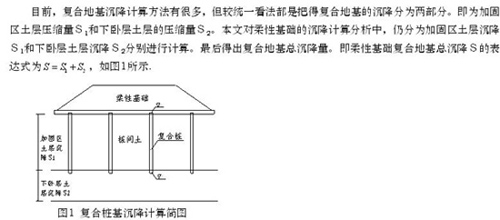 目前，复合地基沉降计算方法有很多，但较统一看法都是把得复合地基的沉降分为两部分。即为加固
区土层压缩量S₁和下卧层土层的压缩量S₂。本文对柔性基础的沉降计算分析中，仍分为加固区土层沉降
S₁和下卧层土层沉降S₂分别进行计算。最后得出复合地基总沉降量。即柔性基础复合地基总沉降S的表
达式为S=S₁+S₂，如图1所示.
柔性基础
加固区
土层沉
降S1
桩间土
复合桩
下卧层土
层沉降S2
图1 复合桩基沉降计算简图